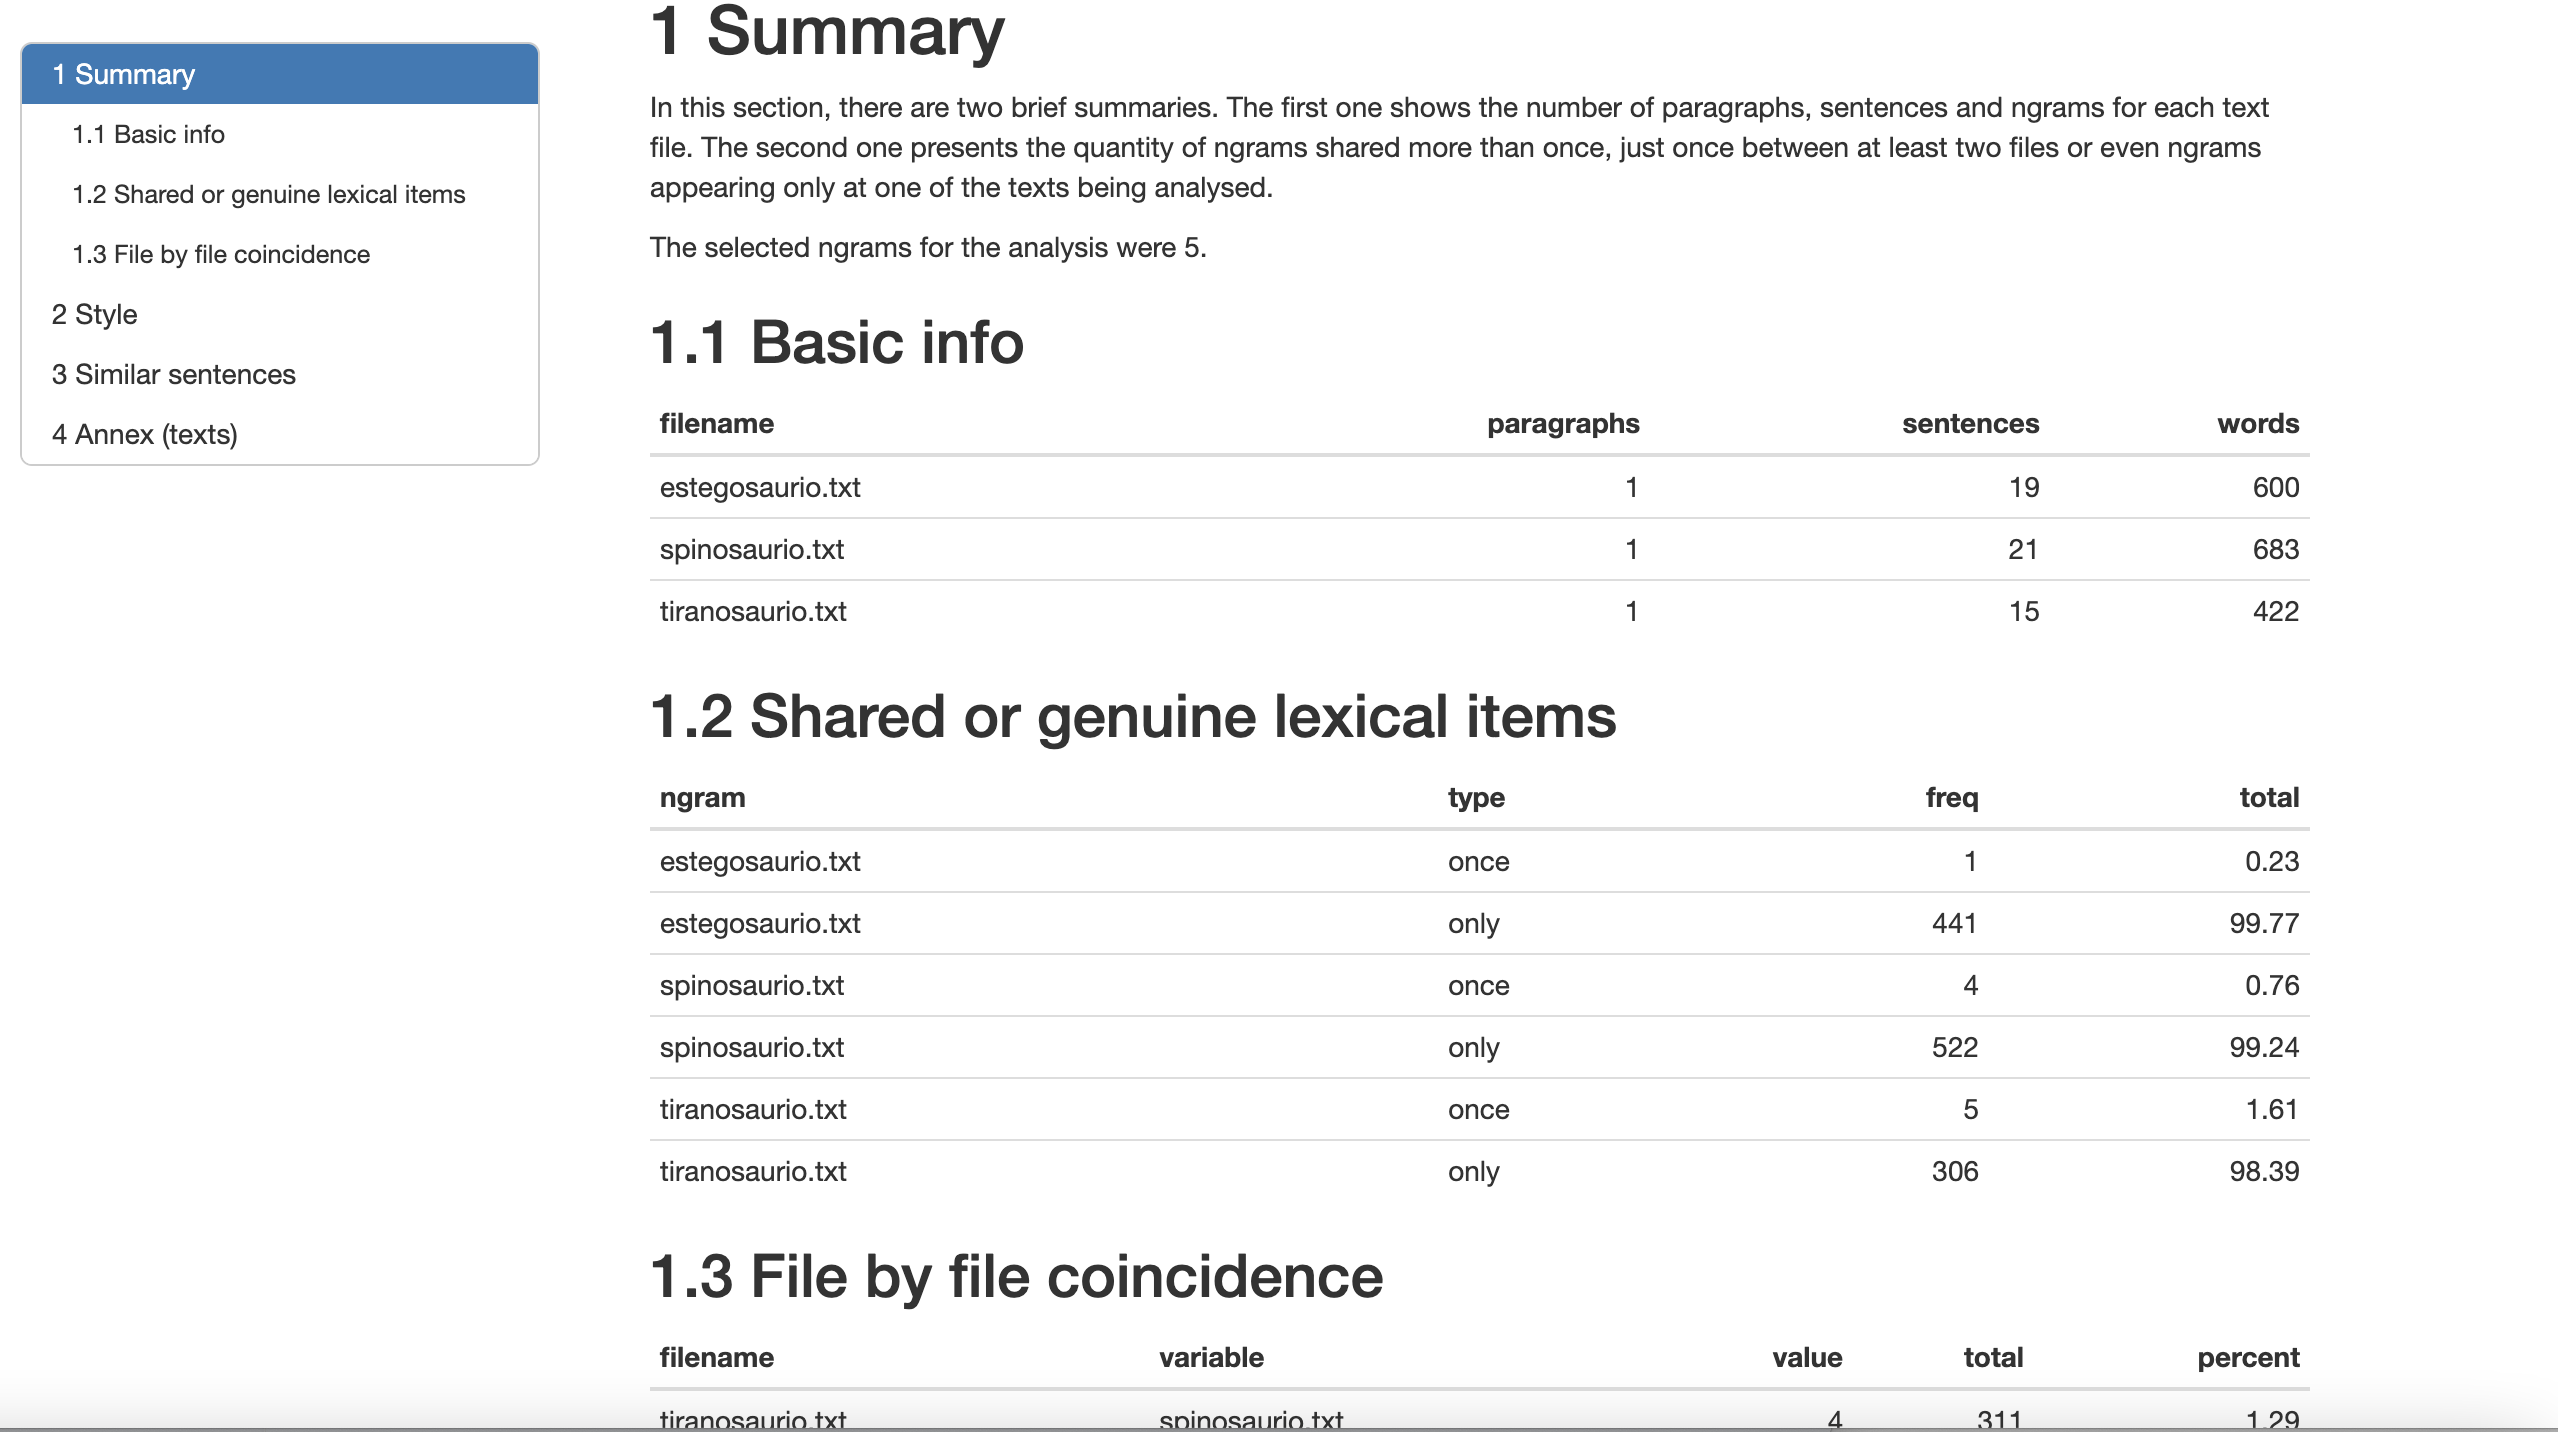 1 Summary
1.1 Basic info
1.2 Shared or genuine lexical items
1.3 File by file coincidence
2 Style
3 Similar sentences
4 Annex (texts)
1 Summary
In this section, there are two brief summaries. The first one shows the number of paragraphs, sentences and ngrams for each text
file. The second one presents the quantity of ngrams shared more than once, just once between at least two files or even ngrams
appearing only at one of the texts being analysed.
The selected ngrams for the analysis were 5.
1.1 Basic info
filename paragraphs sentences words
estegosaurio.txt 1 19 600
spinosaurio.txt 1 21 683
tiranosaurio.txt 1 15 422
1.2 Shared or genuine lexical items
ngram type freq total
estegosaurio.txt once 1 0.23
estegosaurio.txt only 441 99.77
spinosaurio.txt once 4 0.76
spinosaurio.txt only 522 99.24
tiranosaurio.txt once 5 1.61
tiranosaurio.txt only 306 98.39
1.3 File by file coincidence
filename variable value total percent
tiranosaurio.txt spinosaurio.txt 4 311 1.29